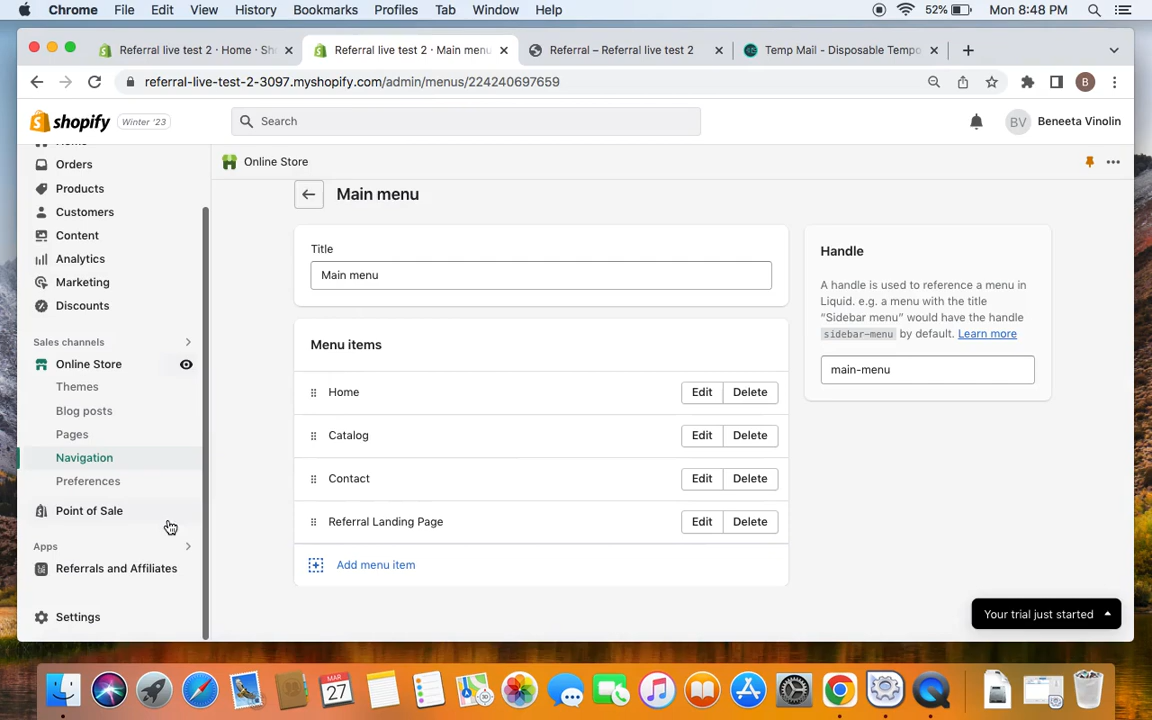 Chrome File Edit View History Bookmarks Profiles Tab Window Help 52% Mon 8:48 PM
Referral live test 2 · Home · Sh
Referral live test 2 · Main menu
Referral – Referral live test 2
Temp Mail - Disposable Tempo
referral-live-test-2-3097.myshopify.com/admin/menus/224240697659
B
shopify
Winter '23
Search
BV
Beneeta Vinolin
Orders
Products
Customers
Content
Analytics
Marketing
Discounts
Sales channels
Online Store
Themes
Blog posts
Pages
Navigation
Preferences
Point of Sale
Apps
Referrals and Affiliates
Settings
Online Store
Main menu
Title
Main menu
Menu items
Home Edit Delete
Catalog Edit Delete
Contact Edit Delete
Referral Landing Page Edit Delete
Add menu item
Handle
A handle is used to reference a menu in
Liquid. e.g. a menu with the title
“Sidebar menu” would have the handle
sidebar-menu by default. Learn more
main-menu
Your trial just started
MAR
27